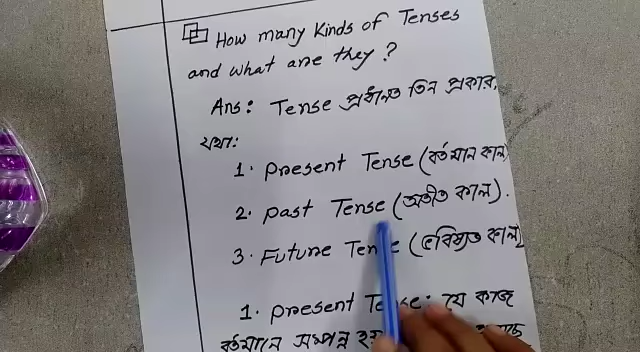 How many kinds of Tenses
and what are they ?
Ans: Tense প্রধানত তিন প্রকার,
যথা:
1. Present Tense (বর্তমান কাল)
2. Past Tense (অতীত কাল).
3. Future Tense (ভবিষ্যত কাল)
1. Present Tense: যে কাজ
বর্তমানে সম্পন্ন হয়